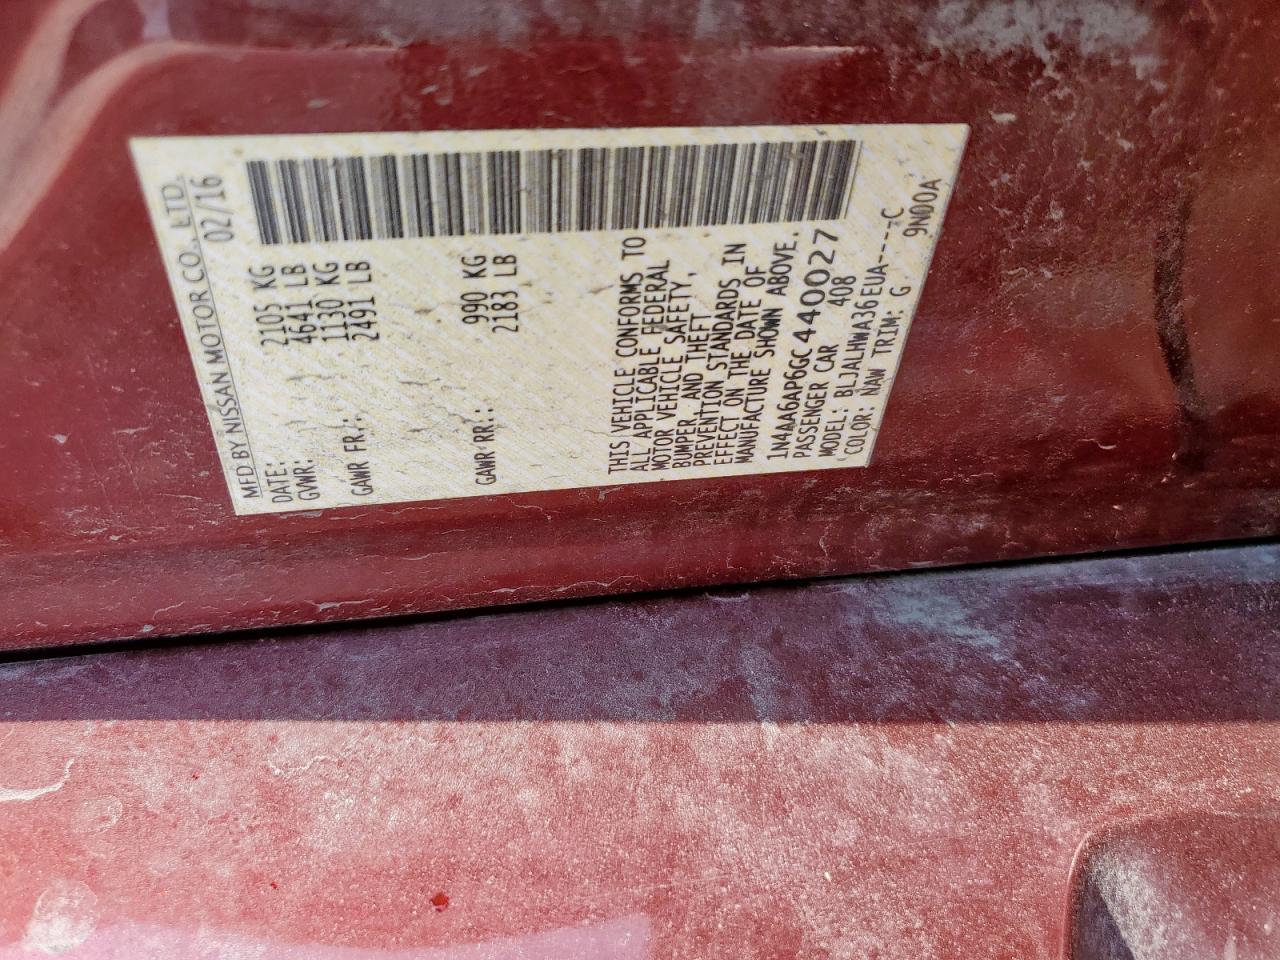 MFD BY NISSAN MOTOR CO., LTD.
DATE: 02/16
GVWR: 2105 KG
4641 LB
GAWR FR.: 1130 KG
2491 LB
GAWR RR.: 990 KG
2183 LB
THIS VEHICLE CONFORMS TO
ALL APPLICABLE FEDERAL
MOTOR VEHICLE SAFETY,
BUMPER, AND THEFT
PREVENTION STANDARDS IN
EFFECT ON THE DATE OF
MANUFACTURE SHOWN ABOVE.
1N4AA6AP6GC440027
PASSENGER CAR 408
MODEL: BLJALHWA36EUA----C
COLOR: NAW TRIM: G 9N00A